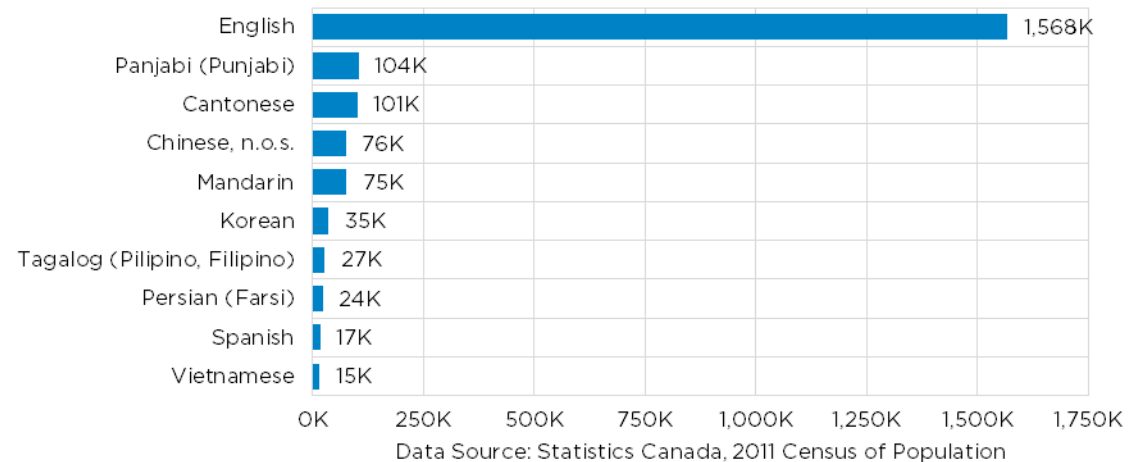 English 1,568K
Panjabi (Punjabi) 104K
Cantonese 101K
Chinese, n.o.s. 76K
Mandarin 75K
Korean 35K
Tagalog (Pilipino, Filipino) 27K
Persian (Farsi) 24K
Spanish 17K
Vietnamese 15K
0K 250K 500K 750K 1,000K 1,250K 1,500K 1,750K
Data Source: Statistics Canada, 2011 Census of Population